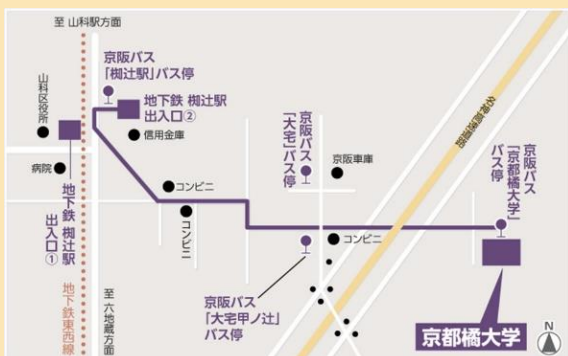 至 山科駅方面
京阪バス
「椥辻駅」バス停
地下鉄 椥辻駅
出入口②
山科区役所
信用金庫
病院
地下鉄 椥辻駅
出入口①
コンビニ
コンビニ
京阪バス
「大宅」バス停
京阪車庫
名神高速道路
京阪バス
「京都橘大学」
バス停
コンビニ
京阪バス
「大宅甲ノ辻」
バス停
地下鉄東西線
至 六地蔵方面
京都橘大学
N